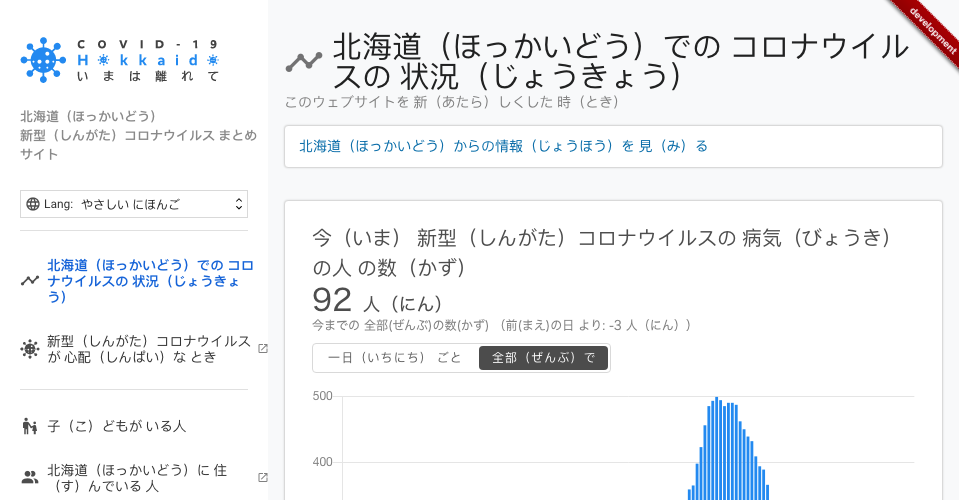 COVID-19
Hokkaido
いまは離れて
北海道（ほっかいどう）
新型（しんがた）コロナウイルス まとめ
サイト
Lang: やさしい にほんご
北海道（ほっかいどう）での コロ
ナウイルスの 状況（じょうきょ
う）
新型（しんがた）コロナウイルス
が 心配（しんぱい）な とき
子（こ）どもが いる人
北海道（ほっかいどう）に 住
（す）んでいる 人
development
北海道（ほっかいどう）での コロナウイル
スの 状況（じょうきょう）
このウェブサイトを 新（あたら）しくした 時（とき）
北海道（ほっかいどう）からの情報（じょうほう）を 見（み）る
今（いま） 新型（しんがた）コロナウイルスの 病気（びょうき）
の人 の数（かず）
92 人（にん）
今までの 全部(ぜんぶ)の数(かず) （前(まえ)の日 より: -3 人（にん））
一日（いちにち） ごと
全部（ぜんぶ）で
500
400